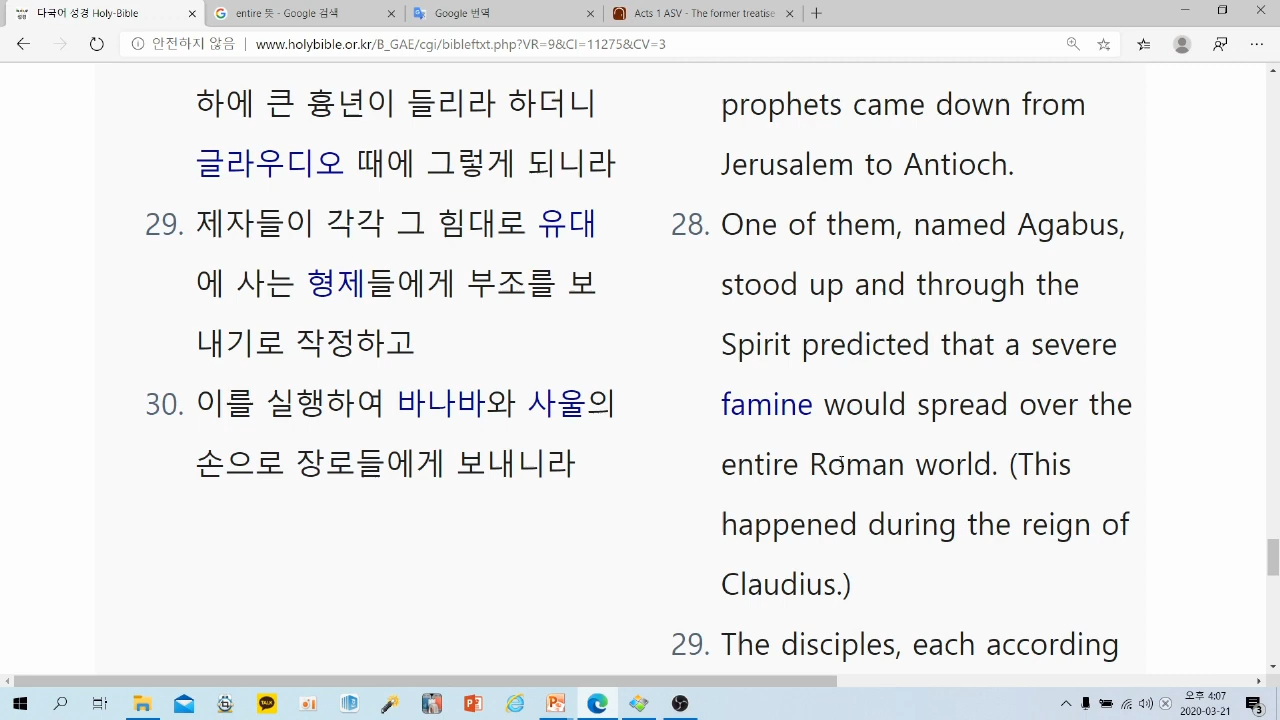 다국어 성경 Holy-Bible
entire 뜻 - Google 검색
Google 번역
Acts 1 ASV - The former treatise
안전하지 않음 | www.holybible.or.kr/B_GAE/cgi/bibleftxt.php?VR=9&CI=11275&CV=3
하에 큰 흉년이 들리라 하더니
글라우디오 때에 그렇게 되니라
29. 제자들이 각각 그 힘대로 유대
에 사는 형제들에게 부조를 보
내기로 작정하고
30. 이를 실행하여 바나바와 사울의
손으로 장로들에게 보내니라
prophets came down from
Jerusalem to Antioch.
28. One of them, named Agabus,
stood up and through the
Spirit predicted that a severe
famine would spread over the
entire Roman world. (This
happened during the reign of
Claudius.)
29. The disciples, each according
오후 4:07
2020-03-21